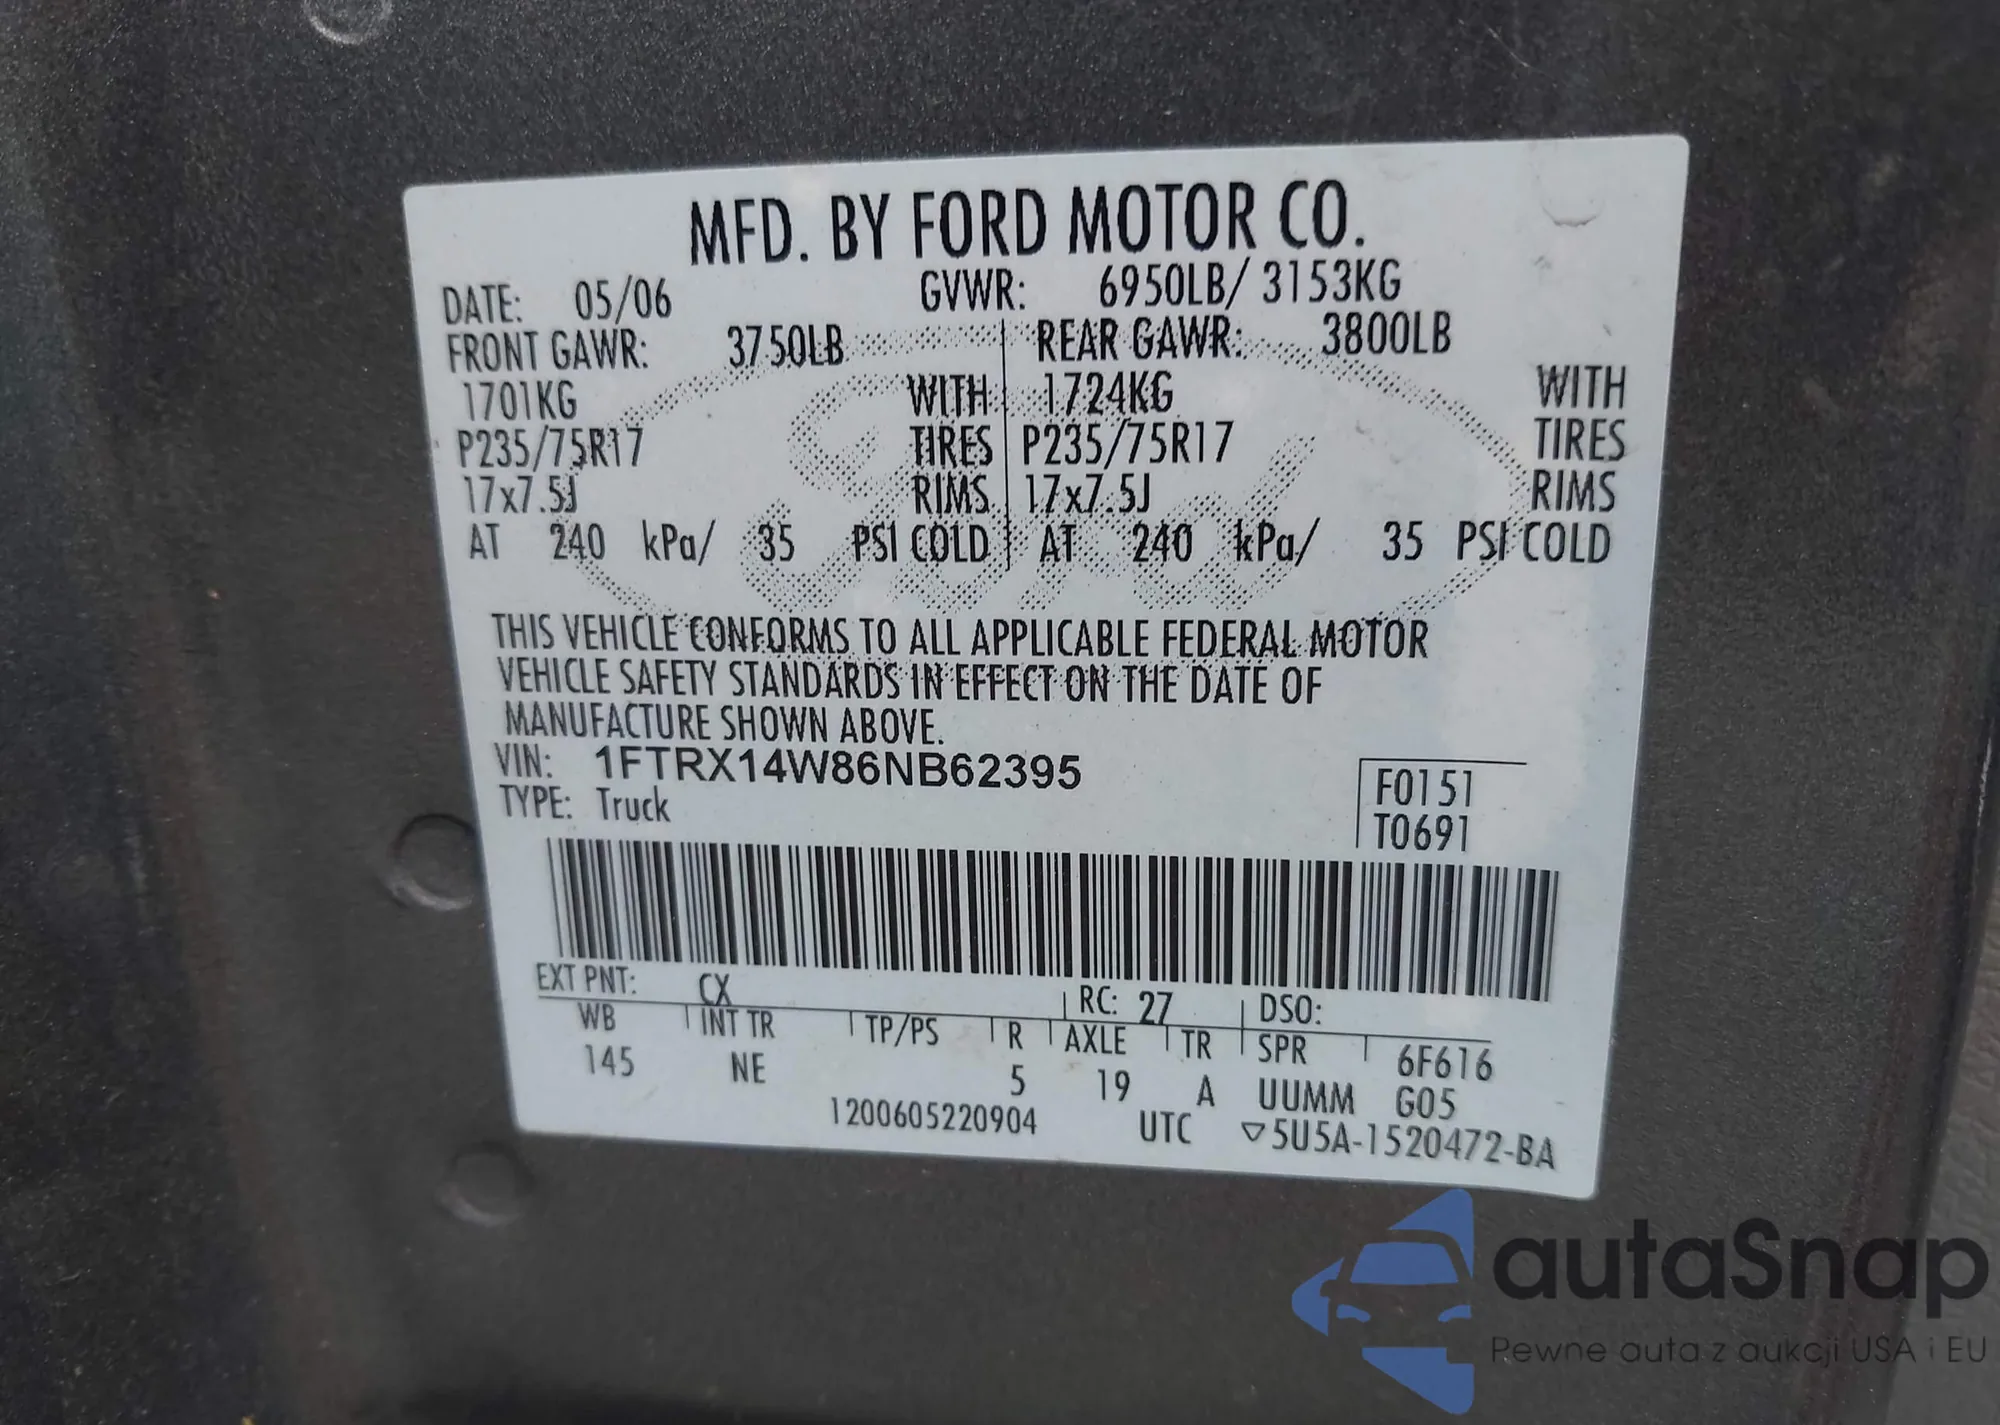 MFD. BY FORD MOTOR CO.
DATE: 05/06 GVWR: 6950LB/ 3153KG
FRONT GAWR: 3750LB REAR GAWR: 3800LB
1701KG WITH 1724KG WITH
P235/75R17 TIRES P235/75R17 TIRES
17x7.5J RIMS 17x7.5J RIMS
AT 240 kPa/ 35 PSI COLD AT 240 kPa/ 35 PSI COLD
THIS VEHICLE CONFORMS TO ALL APPLICABLE FEDERAL MOTOR
VEHICLE SAFETY STANDARDS IN EFFECT ON THE DATE OF
MANUFACTURE SHOWN ABOVE.
VIN: 1FTRX14W86NB62395
TYPE: Truck
F0151
T0691
EXT PNT: CX RC: 27 DSO:
WB INT TR TP/PS R AXLE TR SPR 6F616
145 NE 5 19 A UUMM G05
1200605220904 UTC ▽5U5A-1520472-BA
Ford
autaSnap
Pewne auta z aukcji USA i EU